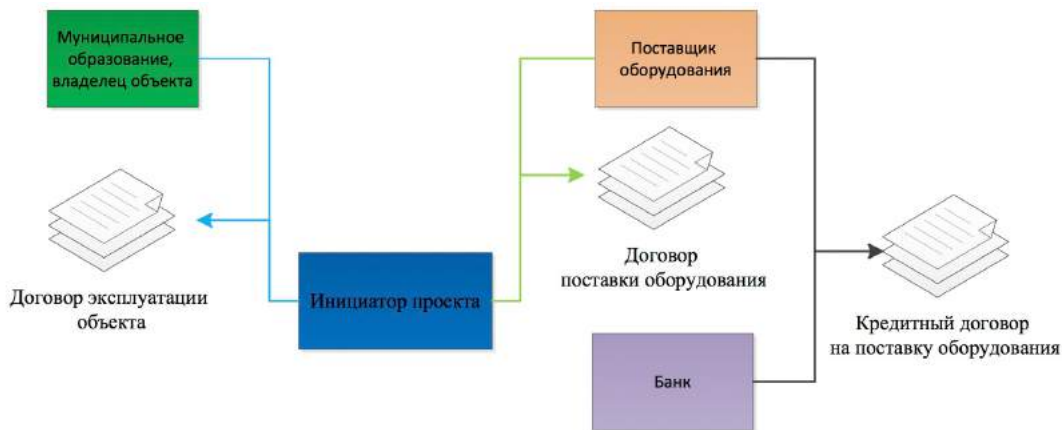 Муниципальное
образование,
владелец объекта
Поставщик
оборудования
Договор эксплуатации
объекта
Инициатор проекта
Договор
поставки оборудования
Банк
Кредитный договор
на поставку оборудования